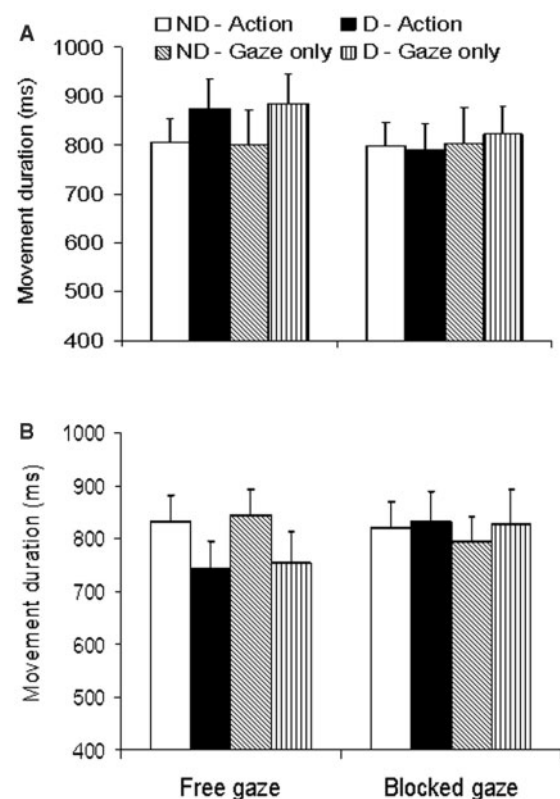 A
ND - Action D - Action
ND - Gaze only D - Gaze only
Movement duration (ms)
1000
900
800
700
600
500
400
B
Movement duration (ms)
1000
900
800
700
600
500
400
Free gaze Blocked gaze